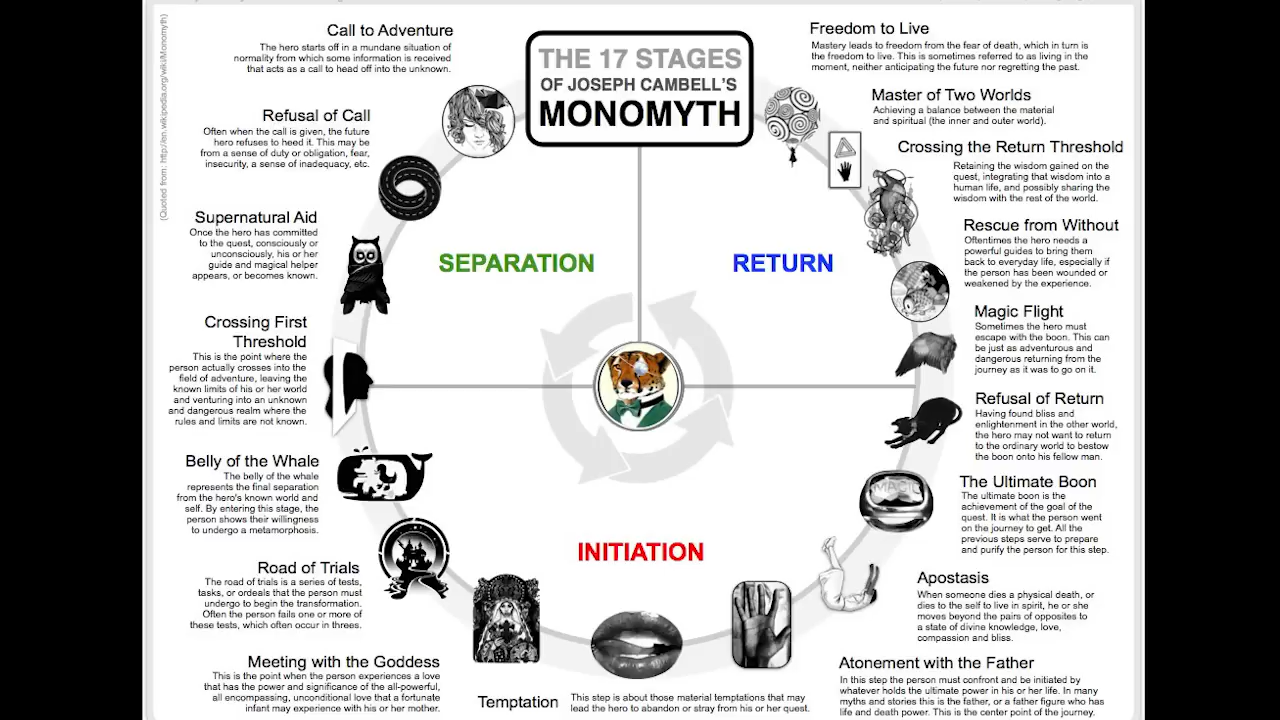 THE 17 STAGES
OF JOSEPH CAMBELL'S
MONOMYTH
(Quoted from: http://en.wikipedia.org/wiki/Monomyth)
Call to Adventure
The hero starts off in a mundane situation of
normality from which some information is received
that acts as a call to head off into the unknown.
Refusal of Call
Often when the call is given, the future
hero refuses to heed it. This may be
from a sense of duty or obligation, fear,
insecurity, a sense of inadequacy, etc.
Supernatural Aid
Once the hero has committed
to the quest, consciously or
unconsciously, his or her
guide and magical helper
appears, or becomes known.
Crossing First
Threshold
This is the point where the
person actually crosses into the
field of adventure, leaving the
known limits of his or her world
and venturing into an unknown
and dangerous realm where the
rules and limits are not known.
Belly of the Whale
The belly of the whale
represents the final separation
from the hero's known world and
self. By entering this stage, the
person shows their willingness
to undergo a metamorphosis.
Road of Trials
The road of trials is a series of tests,
tasks, or ordeals that the person must
undergo to begin the transformation.
Often the person fails one or more of
these tests, which often occur in threes.
Meeting with the Goddess
This is the point when the person experiences a love
that has the power and significance of the all-powerful,
all encompassing, unconditional love that a fortunate
infant may experience with his or her mother.
Temptation
This step is about those material temptations that may
lead the hero to abandon or stray from his or her quest.
Atonement with the Father
In this step the person must confront and be initiated by
whatever holds the ultimate power in his or her life. In many
myths and stories this is the father, or a father figure who has
life and death power. This is the center point of the journey.
Apostasis
When someone dies a physical death, or
dies to the self to live in spirit, he or she
moves beyond the pairs of opposites to
a state of divine knowledge, love,
compassion and bliss.
The Ultimate Boon
The ultimate boon is the
achievement of the goal of the
quest. It is what the person went
on the journey to get. All the
previous steps serve to prepare
and purify the person for this step.
MAGIC
Refusal of Return
Having found bliss and
enlightenment in the other world,
the hero may not want to return
to the ordinary world to bestow
the boon onto his fellow man.
Magic Flight
Sometimes the hero must
escape with the boon. This can
be just as adventurous and
dangerous returning from the
journey as it was to go on it.
Rescue from Without
Oftentimes the hero needs a
powerful guides to bring them
back to everyday life, especially if
the person has been wounded or
weakened by the experience.
Crossing the Return Threshold
Retaining the wisdom gained on the
quest, integrating that wisdom into a
human life, and possibly sharing the
wisdom with the rest of the world.
Master of Two Worlds
Achieving a balance between the material
and spiritual (the inner and outer world).
Freedom to Live
Mastery leads to freedom from the fear of death, which in turn is
the freedom to live. This is sometimes referred to as living in the
moment, neither anticipating the future nor regretting the past.
SEPARATION
RETURN
INITIATION